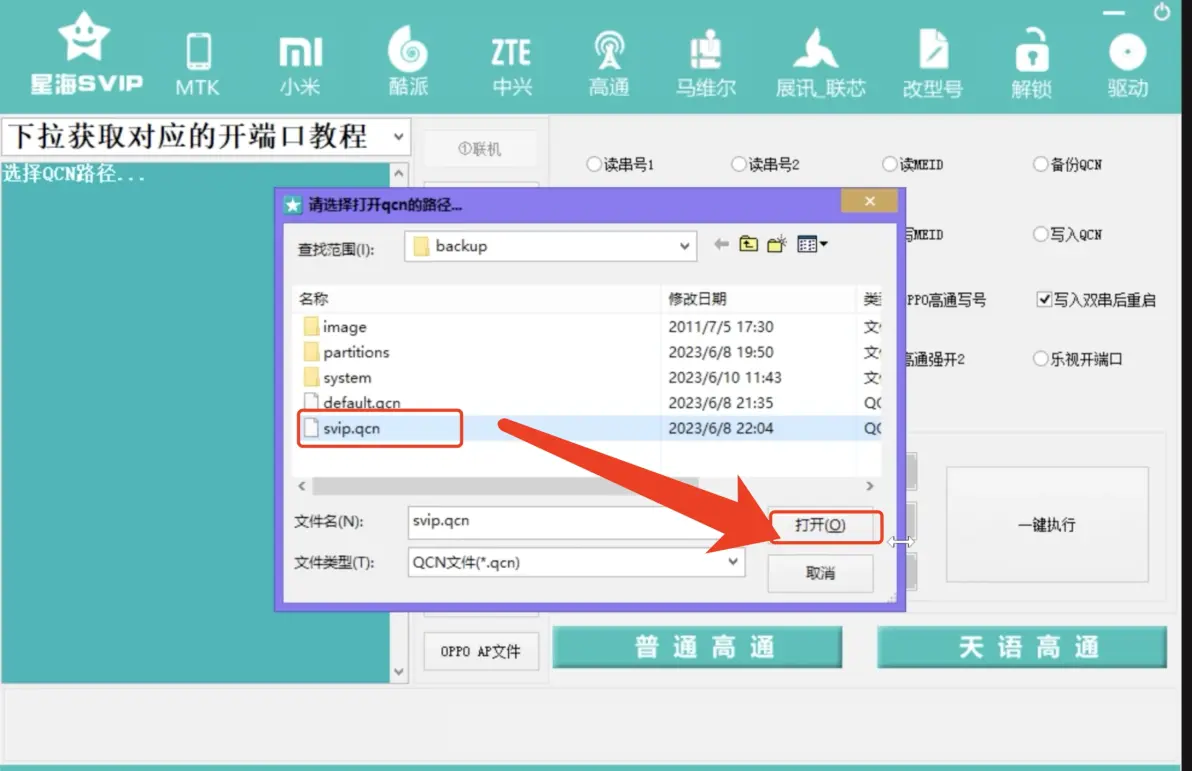 星海SVIP
MTK
小米
酷派
ZTE
中兴
高通
马维尔
展讯_联芯
改型号
解锁
驱动
下拉获取对应的开端口教程
①联机
选择QCN路径...
读串号1
读串号2
读MEID
备份QCN
写MEID
写入QCN
PPO高通写号
写入双串后重启
高通强开2
乐视开端口
请选择打开qcn的路径...
查找范围(I):
backup
名称
修改日期
类
image
2011/7/5 17:30
文
partitions
2023/6/8 19:50
文
system
2023/6/10 11:43
文
default.qcn
2023/6/8 21:35
QC
svip.qcn
2023/6/8 22:04
QC
文件名(N):
svip.qcn
打开(O)
文件类型(T):
QCN文件(*.qcn)
取消
一键执行
OPPO AP文件
普通高通
天语高通